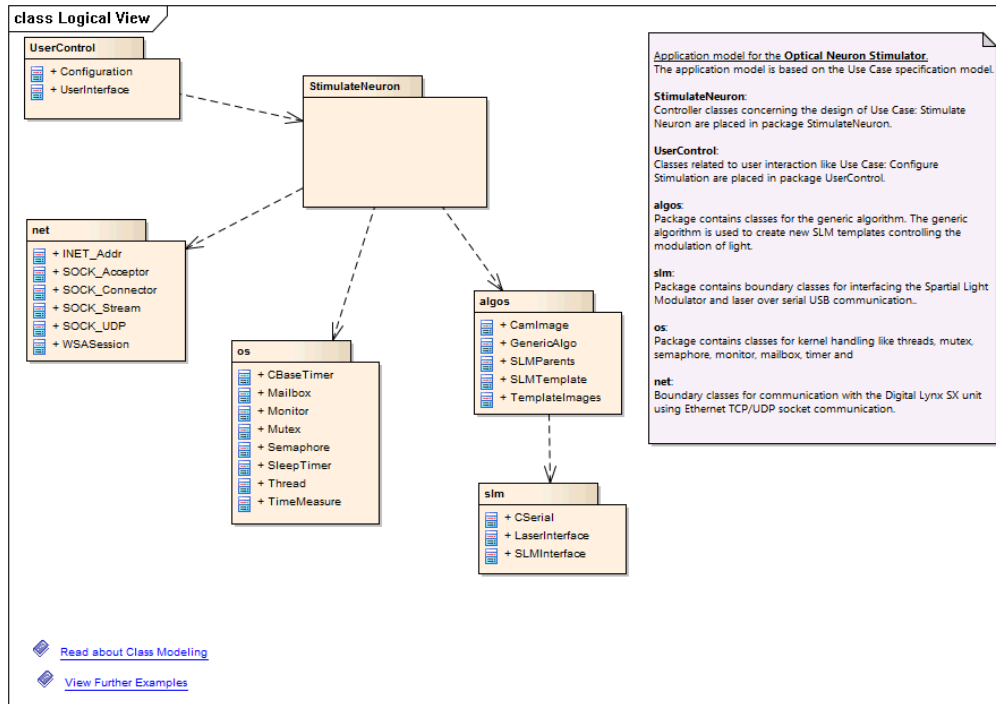 class Logical View
UserControl
+ Configuration
+ UserInterface
StimulateNeuron
net
+ INET_Addr
+ SOCK_Acceptor
+ SOCK_Connector
+ SOCK_Stream
+ SOCK_UDP
+ WSASession
os
+ CBaseTimer
+ Mailbox
+ Monitor
+ Mutex
+ Semaphore
+ SleepTimer
+ Thread
+ TimeMeasure
algos
+ CamImage
+ GenericAlgo
+ SLMParents
+ SLMTemplate
+ TemplateImages
slm
+ CSerial
+ LaserInterface
+ SLMInterface
Application model for the Optical Neuron Stimulator.
The application model is based on the Use Case specification model.
StimulateNeuron:
Controller classes concerning the design of Use Case: Stimulate
Neuron are placed in package StimulateNeuron.
UserControl:
Classes related to user interaction like Use Case: Configure
Stimulation are placed in package UserControl.
algos:
Package contains classes for the generic algorithm. The generic
algorithm is used to create new SLM templates controlling the
modulation of light.
slm:
Package contains boundary classes for interfacing the Spartial Light
Modulator and laser over serial USB communication..
os:
Package contains classes for kernel handling like threads, mutex,
semaphore, monitor, mailbox, timer and
net:
Boundary classes for communication with the Digital Lynx SX unit
using Ethernet TCP/UDP socket communication.
Read about Class Modeling
View Further Examples